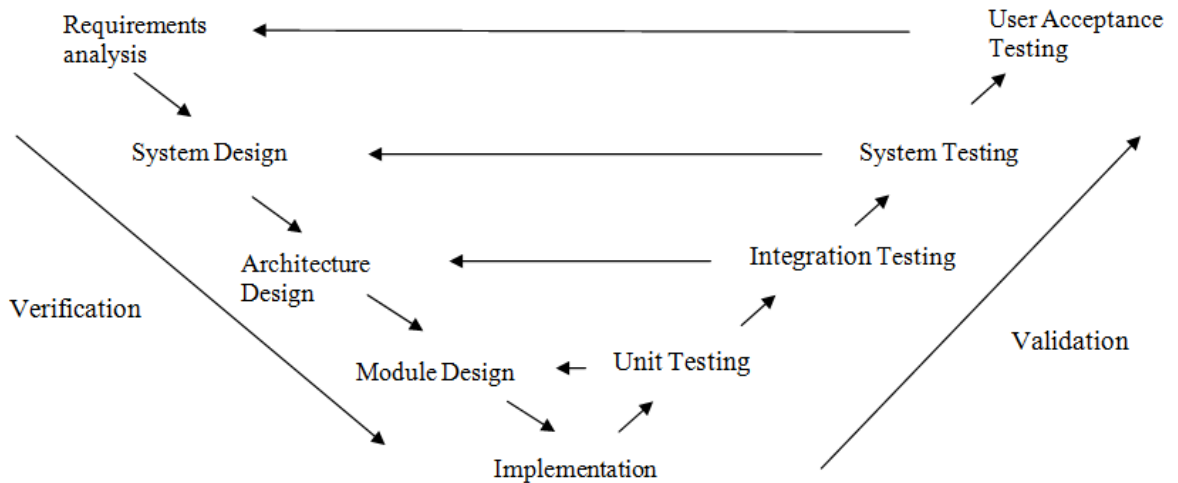 Requirements
analysis
User Acceptance
Testing
System Design
System Testing
Architecture
Design
Integration Testing
Verification
Validation
Module Design
Unit Testing
Implementation